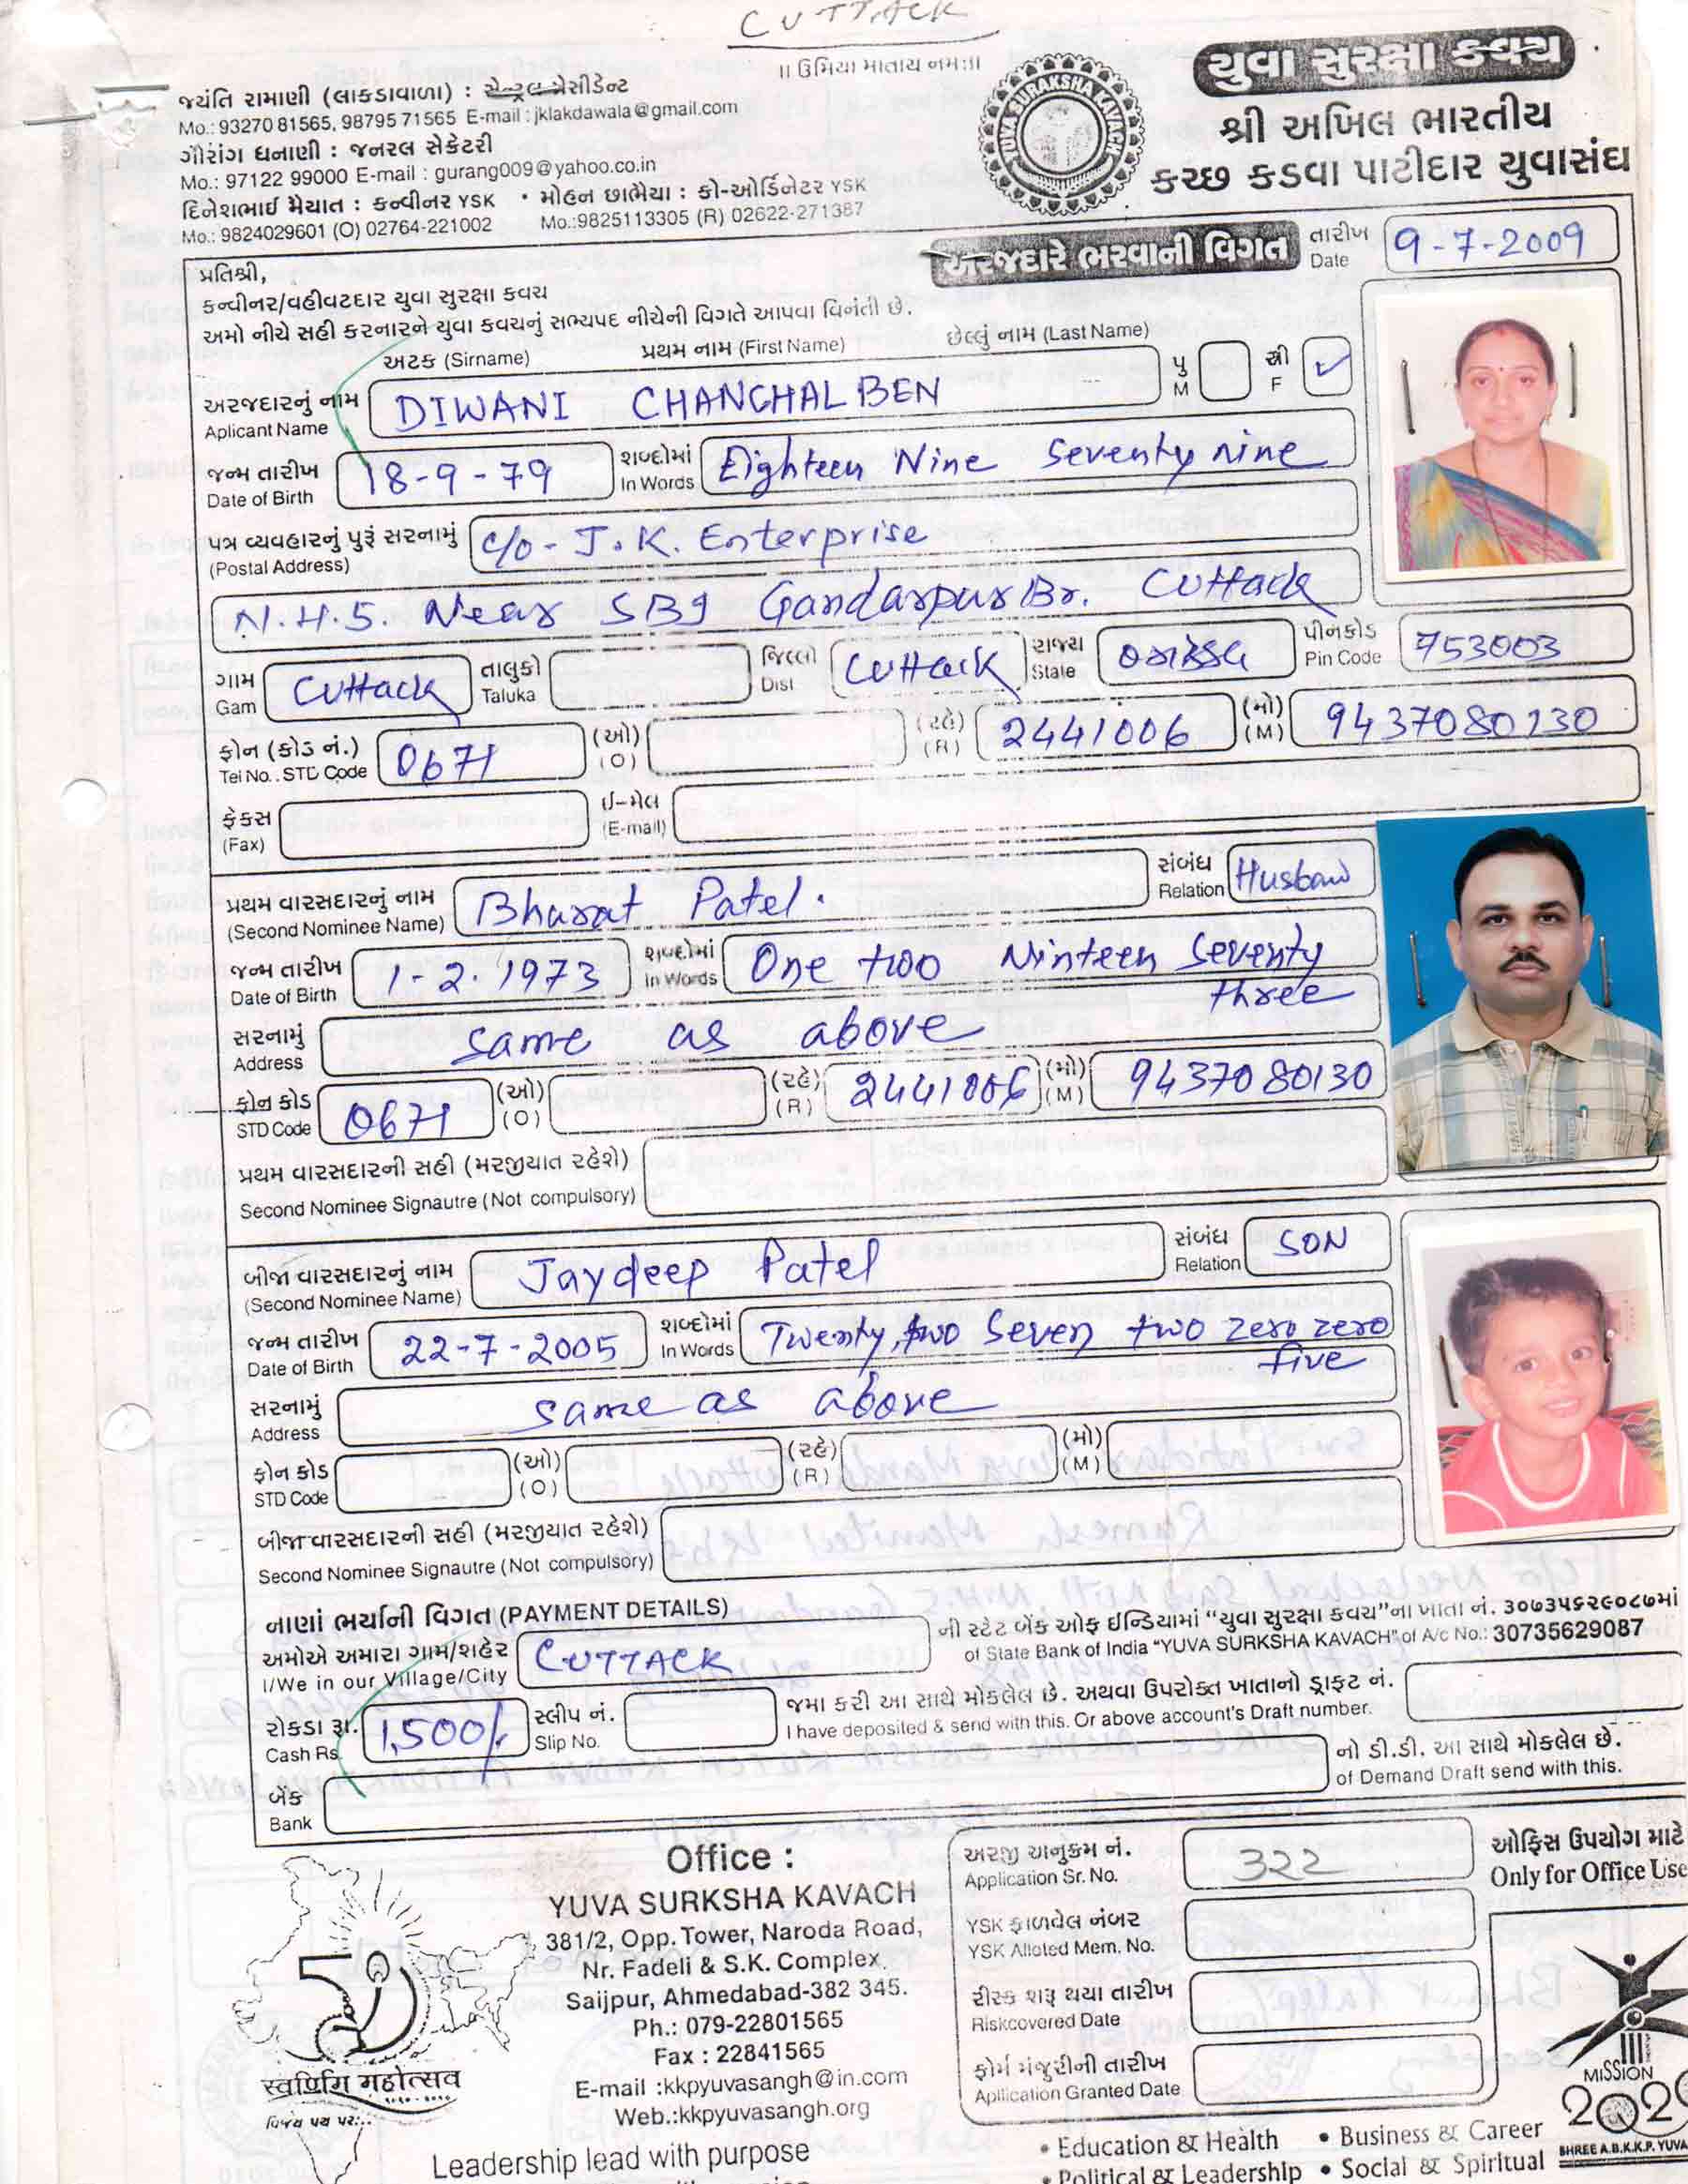 CUTTACK
|| ઉમિયા માતાય નમઃ ||
યુવા સુરક્ષા કવચ
શ્રી અખિલ ભારતીય
કચ્છ કડવા પાટીદાર યુવાસંઘ
YUVA SURAKSHA KAVACH
જયંતિ રામાણી (લાકડાવાળા) : સેન્ટ્રલ પ્રેસીડેન્ટ
Mo.: 93270 81565, 98795 71565 E-mail : jklakdawala@gmail.com
ગૌરાંગ ધનાણી : જનરલ સેક્રેટરી
Mo.: 97122 99000 E-mail : gurang009@yahoo.co.in
દિનેશભાઈ મૈયાત : કન્વીનર YSK • મોહન છાભૈયા : કો-ઓર્ડિનેટર YSK
Mo.: 9824029601 (O) 02764-221002 Mo.:9825113305 (R) 02622-271387
અરજદારે ભરવાની વિગત
તારીખ
Date 9-7-2009
પ્રતિશ્રી,
કન્વીનર/વહીવટદાર યુવા સુરક્ષા કવચ
અમો નીચે સહી કરનારને યુવા કવચનું સભ્યપદ નીચેની વિગતે આપવા વિનંતી છે.
અટક (Sirname) પ્રથમ નામ (First Name) છેલ્લું નામ (Last Name)
અરજદારનું નામ DIWANI CHANCHAL BEN પુ સ્ત્રી
Aplicant Name M F ✓
જન્મ તારીખ 18-9-79 શબ્દોમાં Eighteen Nine Seventy nine
Date of Birth In Words
પત્ર વ્યવહારનું પુરૂં સરનામું c/o - J.K. Enterprise
(Postal Address)
N.H.5. Near SBI Gandarpur Br. Cuttack
ગામ Cuttack તાલુકો જિલ્લો Cuttack રાજ્ય Orissa પીનકોડ 753003
Gam Taluka Dist State Pin Code
ફોન (કોડ નં.) 0671 (ઓ) (રહે) 2441006 (મો) 9437080130
Tel No. STD Code (O) (R) (M)
ફેકસ ઈ-મેલ
(Fax) (E-mail)
પ્રથમ વારસદારનું નામ Bharat Patel. સંબંધ Husband
(Second Nominee Name) Relation
જન્મ તારીખ 1-2.1973 શબ્દોમાં One two Ninteen Seventy
Date of Birth In Words three
સરનામું same as above
Address
ફોન કોડ 0671 (ઓ) (રહે) 2441006 (મો) 9437080130
STD Code (O) (R) (M)
પ્રથમ વારસદારની સહી (મરજીયાત રહેશે)
Second Nominee Signautre (Not compulsory)
બીજા વારસદારનું નામ Jaydeep Patel સંબંધ SON
(Second Nominee Name) Relation
જન્મ તારીખ 22-7-2005 શબ્દોમાં Twenty,two Seven two zero zero
Date of Birth In Words five
સરનામું same as above
Address
ફોન કોડ (ઓ) (રહે) (મો)
STD Code (O) (R) (M)
બીજા વારસદારની સહી (મરજીયાત રહેશે)
Second Nominee Signautre (Not compulsory)
નાણાં ભર્યાની વિગત (PAYMENT DETAILS)
અમોએ અમારા ગામ/શહેર CUTTACK ની સ્ટેટ બેંક ઓફ ઈન્ડિયામાં “યુવા સુરક્ષા કવચ”ના ખાતા નં. ૩૦૭૩૫૬૨૯૦૮૭માં
I/We in our Village/City of State Bank of India “YUVA SURKSHA KAVACH” of A/c No.: 30735629087
રોકડા રૂા. 1,500/- સ્લીપ નં. જમા કરી આ સાથે મોકલેલ છે. અથવા ઉપરોક્ત ખાતાનો ડ્રાફટ નં.
Cash Rs. Slip No. I have deposited & send with this. Or above account's Draft number.
બેંક નો ડી.ડી. આ સાથે મોકલેલ છે.
Bank of Demand Draft send with this.
Office :
YUVA SURKSHA KAVACH
381/2, Opp. Tower, Naroda Road,
Nr. Fadeli & S.K. Complex,
Saijpur, Ahmedabad-382 345.
Ph.: 079-22801565
Fax : 22841565
E-mail :kkpyuvasangh@in.com
Web.:kkpyuvasangh.org
Leadership lead with purpose
50
स्वर्णिम महोत्सव
વિજય પથ પર...
અરજી અનુક્રમ નં. 322
Application Sr. No.
YSK ફાળવેલ નંબર
YSK Alloted Mem. No.
રીસ્ક શરૂ થયા તારીખ
Riskcovered Date
ફોર્મ મંજુરીની તારીખ
Apllication Granted Date
ઓફિસ ઉપયોગ માટે
Only for Office Use
MISSION
2020
SHREE A.B.K.K.P. YUVA
• Education & Health • Business & Career
• Political & Leadership • Social & Spiritual